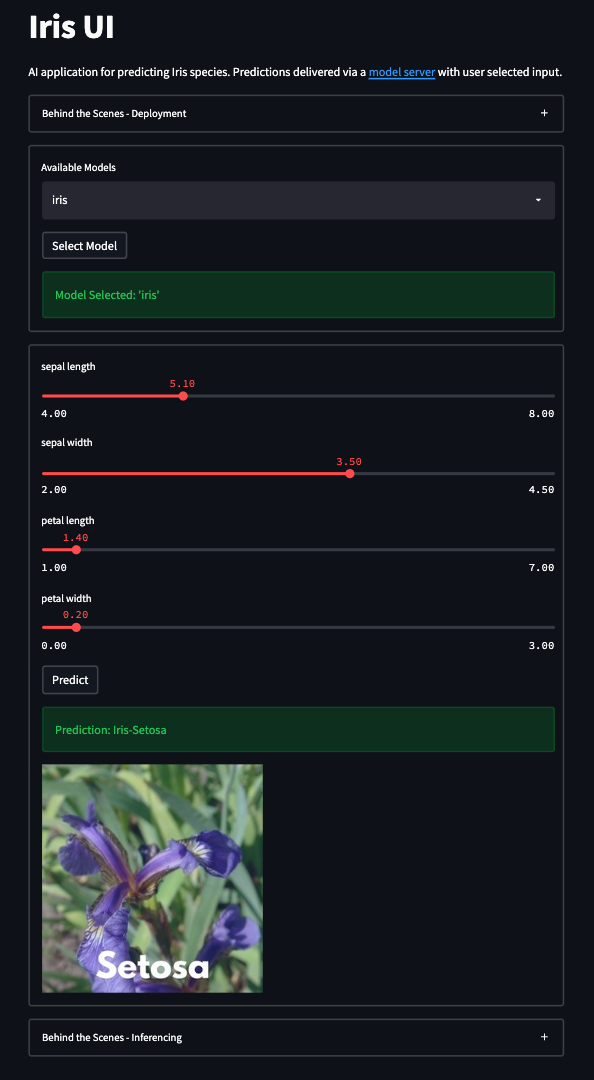 Iris UI
AI application for predicting Iris species. Predictions delivered via a model server with user selected input.
Behind the Scenes - Deployment +
Available Models
iris
Select Model
Model Selected: 'iris'
sepal length
5.10
4.00 8.00
sepal width
3.50
2.00 4.50
petal length
1.40
1.00 7.00
petal width
0.20
0.00 3.00
Predict
Prediction: Iris-Setosa
Setosa
Behind the Scenes - Inferencing +